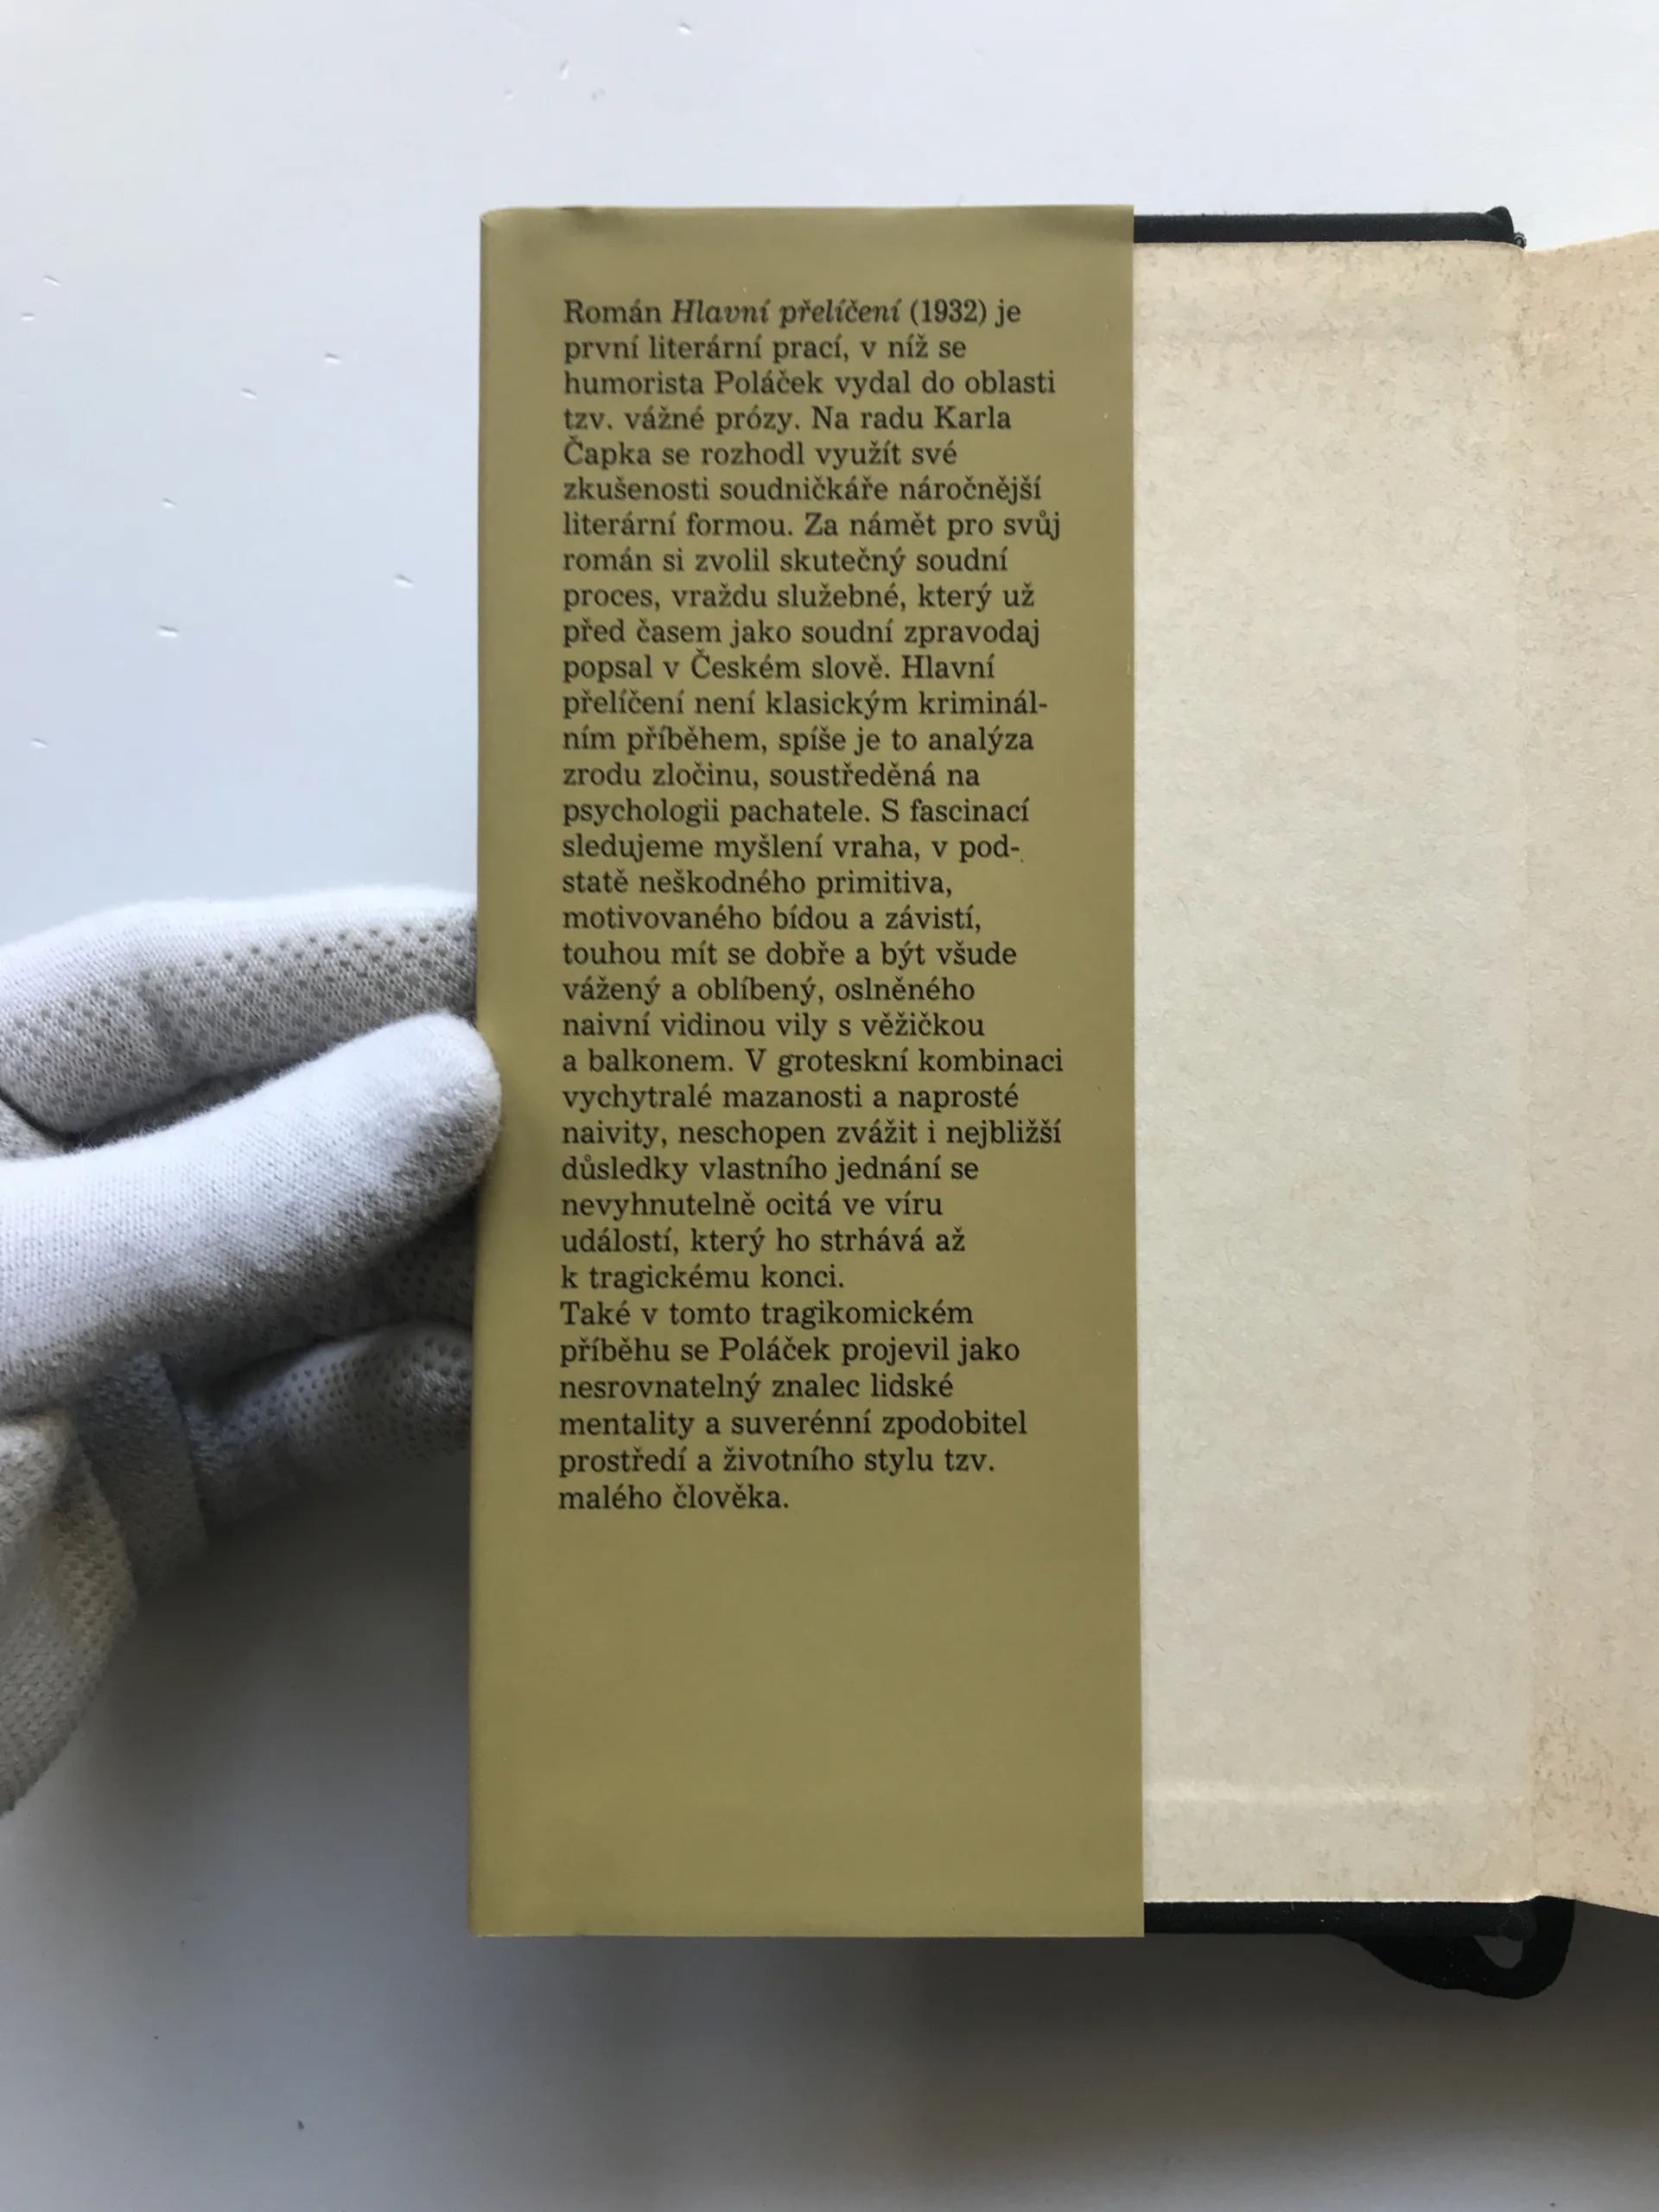 Román Hlavní přelíčení (1932) je
první literární prací, v níž se
humorista Poláček vydal do oblasti
tzv. vážné prózy. Na radu Karla
Čapka se rozhodl využít své
zkušenosti soudničkáře náročnější
literární formou. Za námět pro svůj
román si zvolil skutečný soudní
proces, vraždu služebné, který už
před časem jako soudní zpravodaj
popsal v Českém slově. Hlavní
přelíčení není klasickým kriminál-
ním příběhem, spíše je to analýza
zrodu zločinu, soustředěná na
psychologii pachatele. S fascinací
sledujeme myšlení vraha, v pod-
statě neškodného primitiva,
motivovaného bídou a závistí,
touhou mít se dobře a být všude
vážený a oblíbený, oslněného
naivní vidinou vily s věžičkou
a balkonem. V groteskní kombinaci
vychytralé mazanosti a naprosté
naivity, neschopen zvážit i nejbližší
důsledky vlastního jednání se
nevyhnutelně ocitá ve víru
událostí, který ho strhává až
k tragickému konci.
Také v tomto tragikomickém
příběhu se Poláček projevil jako
nesrovnatelný znalec lidské
mentality a suverénní zpodobitel
prostředí a životního stylu tzv.
malého člověka.